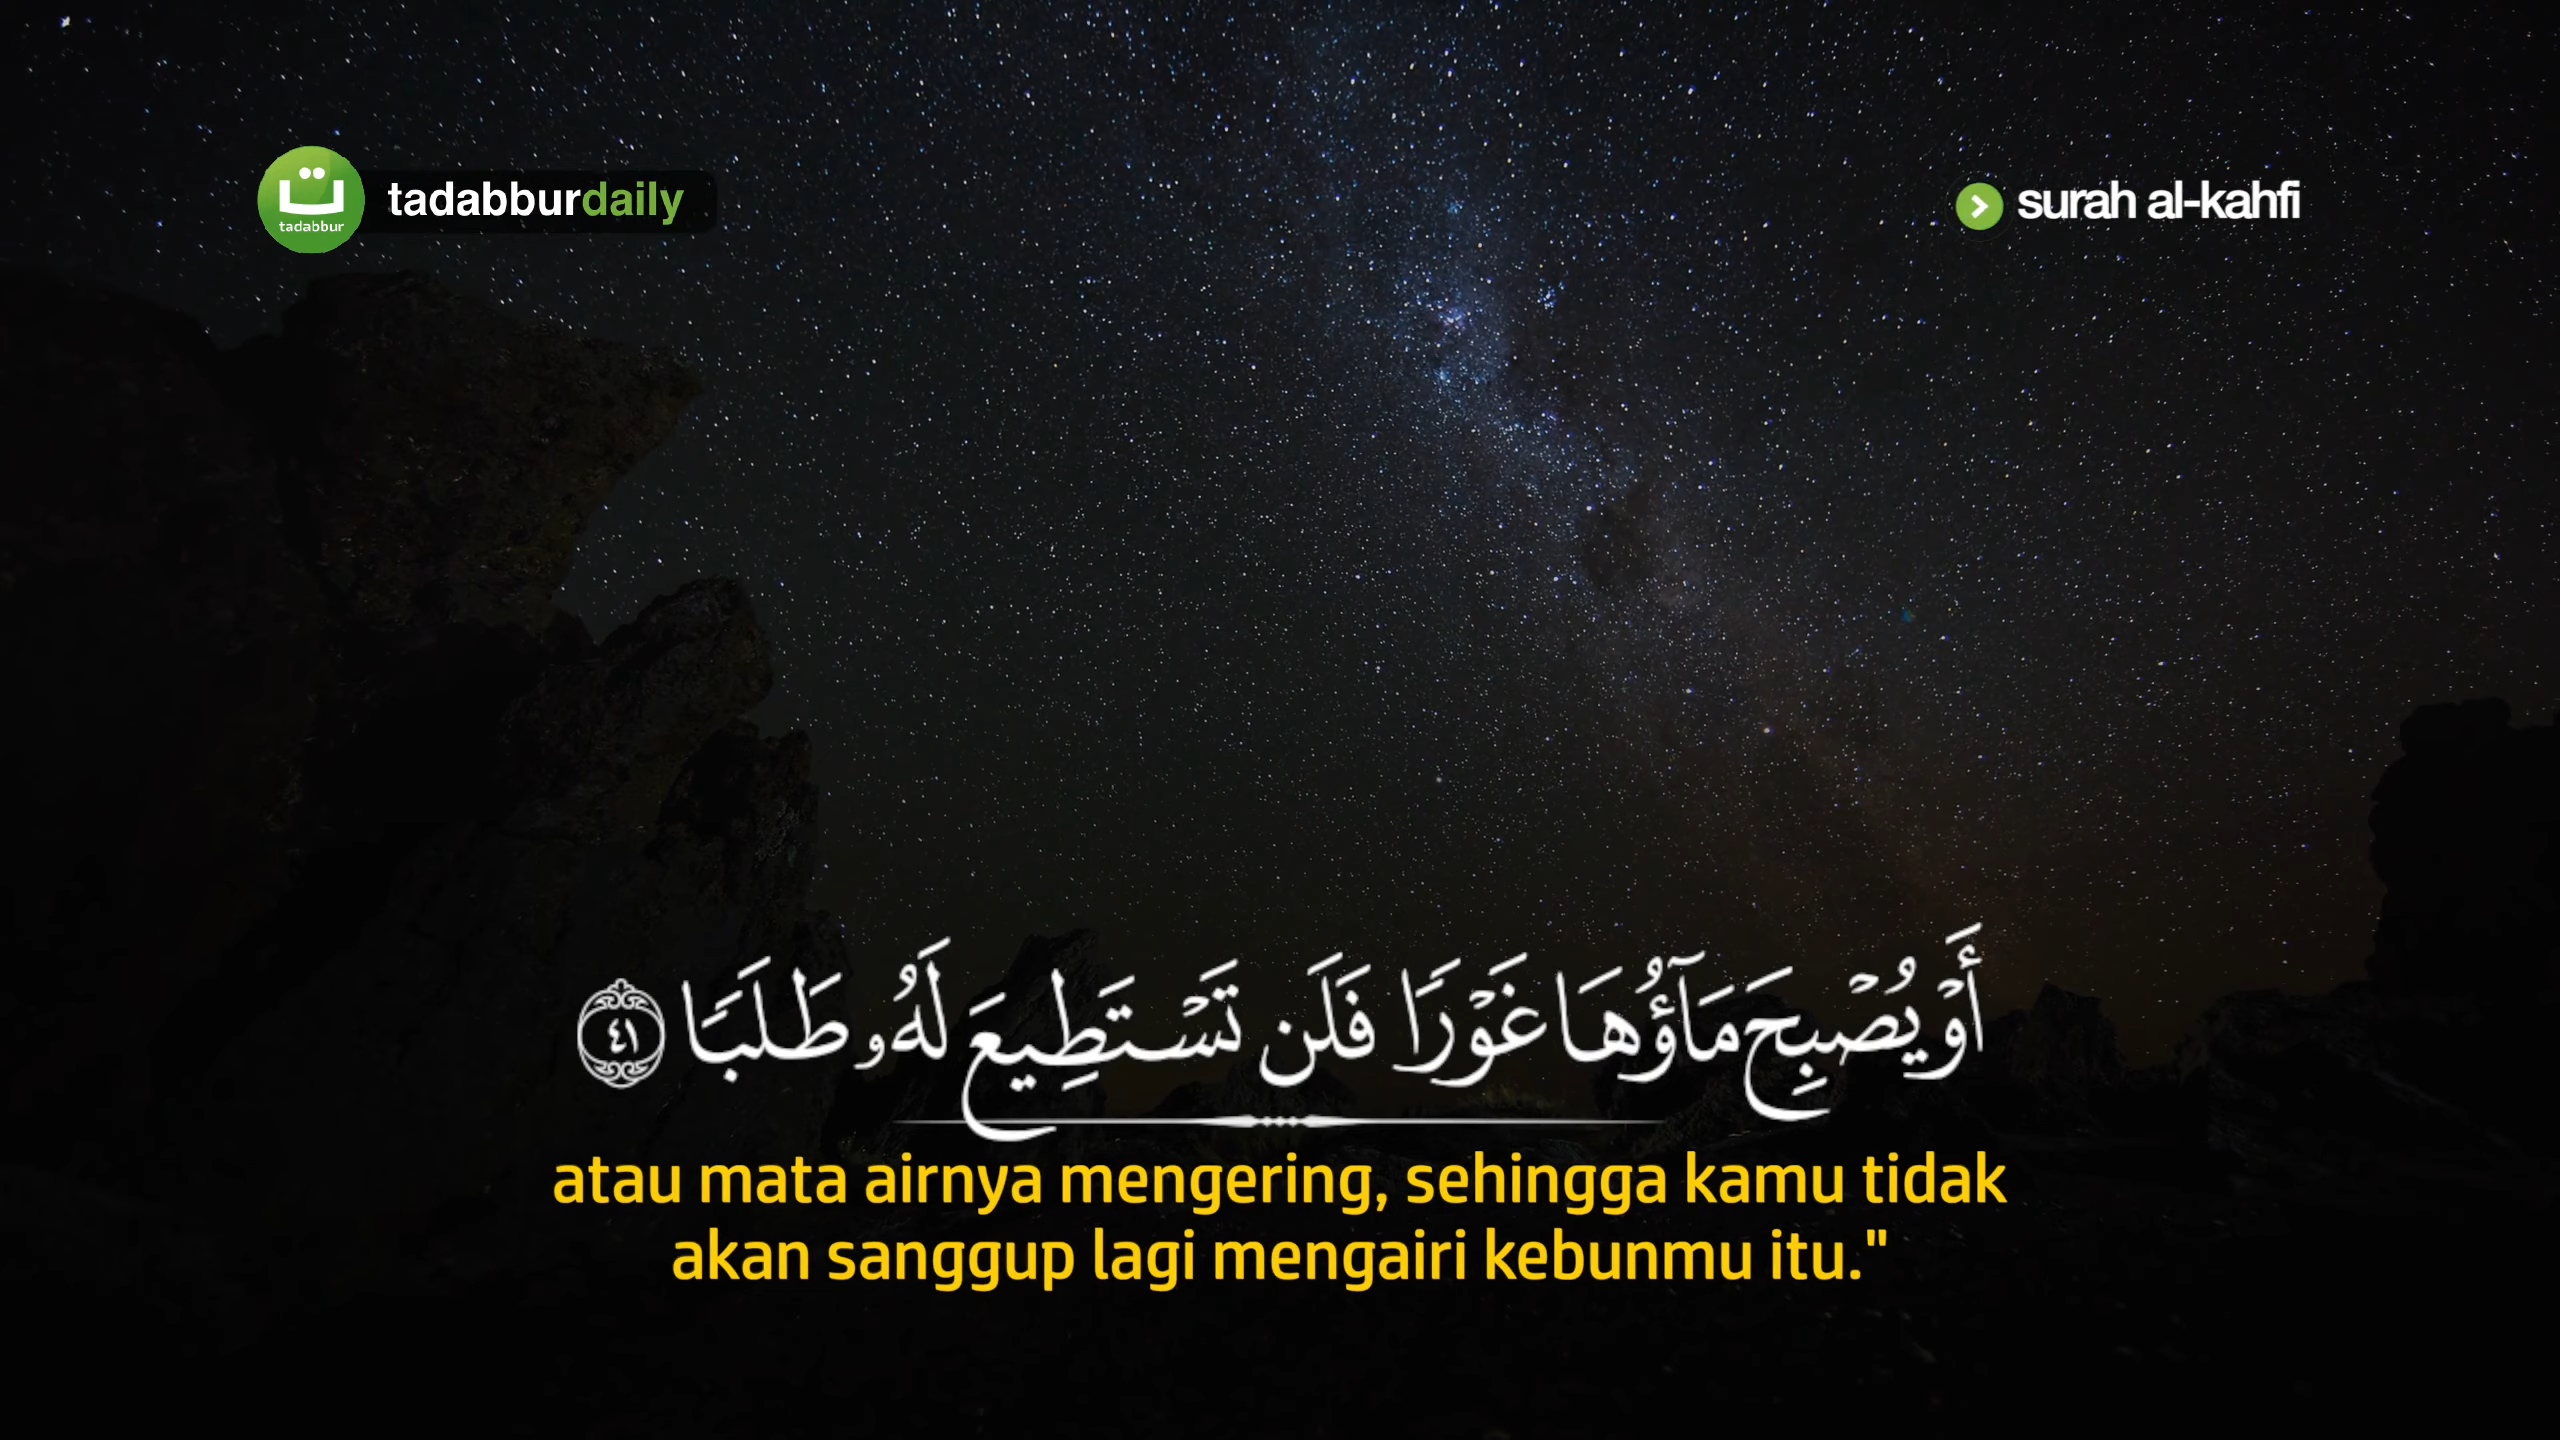 ت
tadabbur
tadabburdaily
surah al-kahfi
أَوۡ يُصۡبِحَ مَآؤُهَا غَوۡرٗا فَلَن تَسۡتَطِيعَ لَهُۥ طَلَبٗا ٤١
atau mata airnya mengering, sehingga kamu tidak
akan sanggup lagi mengairi kebunmu itu."